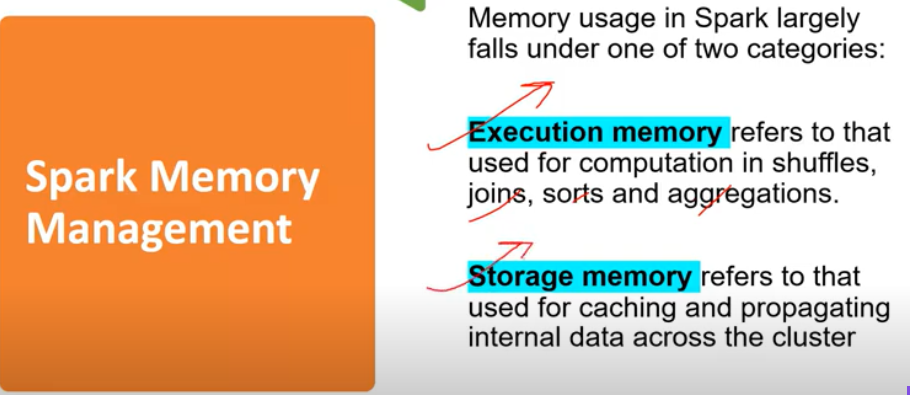 Spark Memory
Management
Memory usage in Spark largely
falls under one of two categories:
Execution memory refers to that
used for computation in shuffles,
joins, sorts and aggregations.
Storage memory refers to that
used for caching and propagating
internal data across the cluster